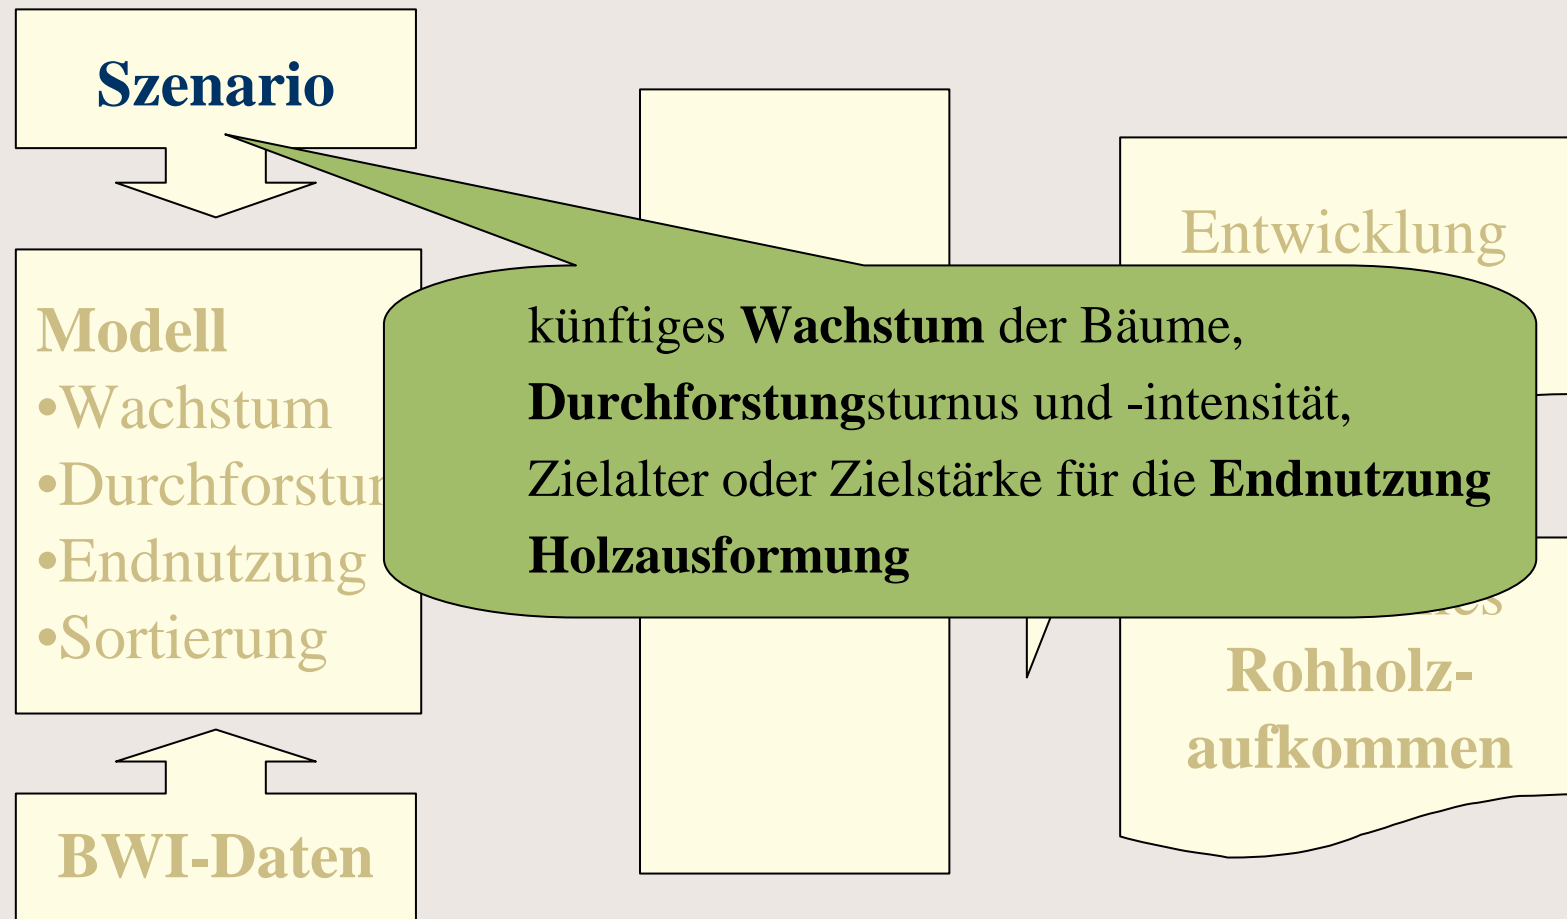 Szenario
Modell
•Wachstum
•Endnutzung
•Sortierung
BWI-Daten
künftiges Wachstum der Bäume,
Durchforstungsturnus und -intensität,
Zielalter oder Zielstärke für die Endnutzung
Holzausformung
Entwicklung
Rohholz-
aufkommen